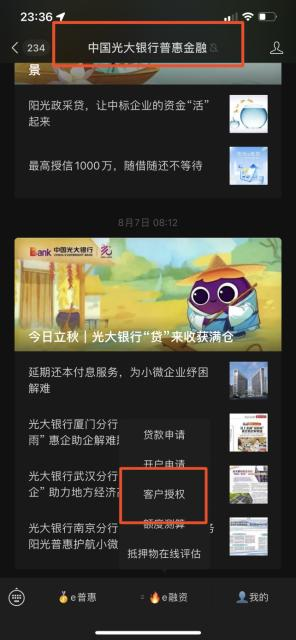 23:36
234
中国光大银行普惠金融
景
阳光政采贷，让中标企业的资金“活”
起来
最高授信1000万，随借随还不等待
8月7日 08:12
Bank 中国光大银行
CHINA EVERBRIGHT BANK
今日立秋｜光大银行“贷”来收获满仓
延期还本付息服务，为小微企业纾困
解难
光大银行厦门分行
雨”惠企助企解难题
光大银行武汉分行
企”助力地方经济高
光大银行南京分行
务
阳光普惠护航小微
贷款申请
开户申请
客户授权
额度测算
抵押物在线评估
e普惠
e融资
我的